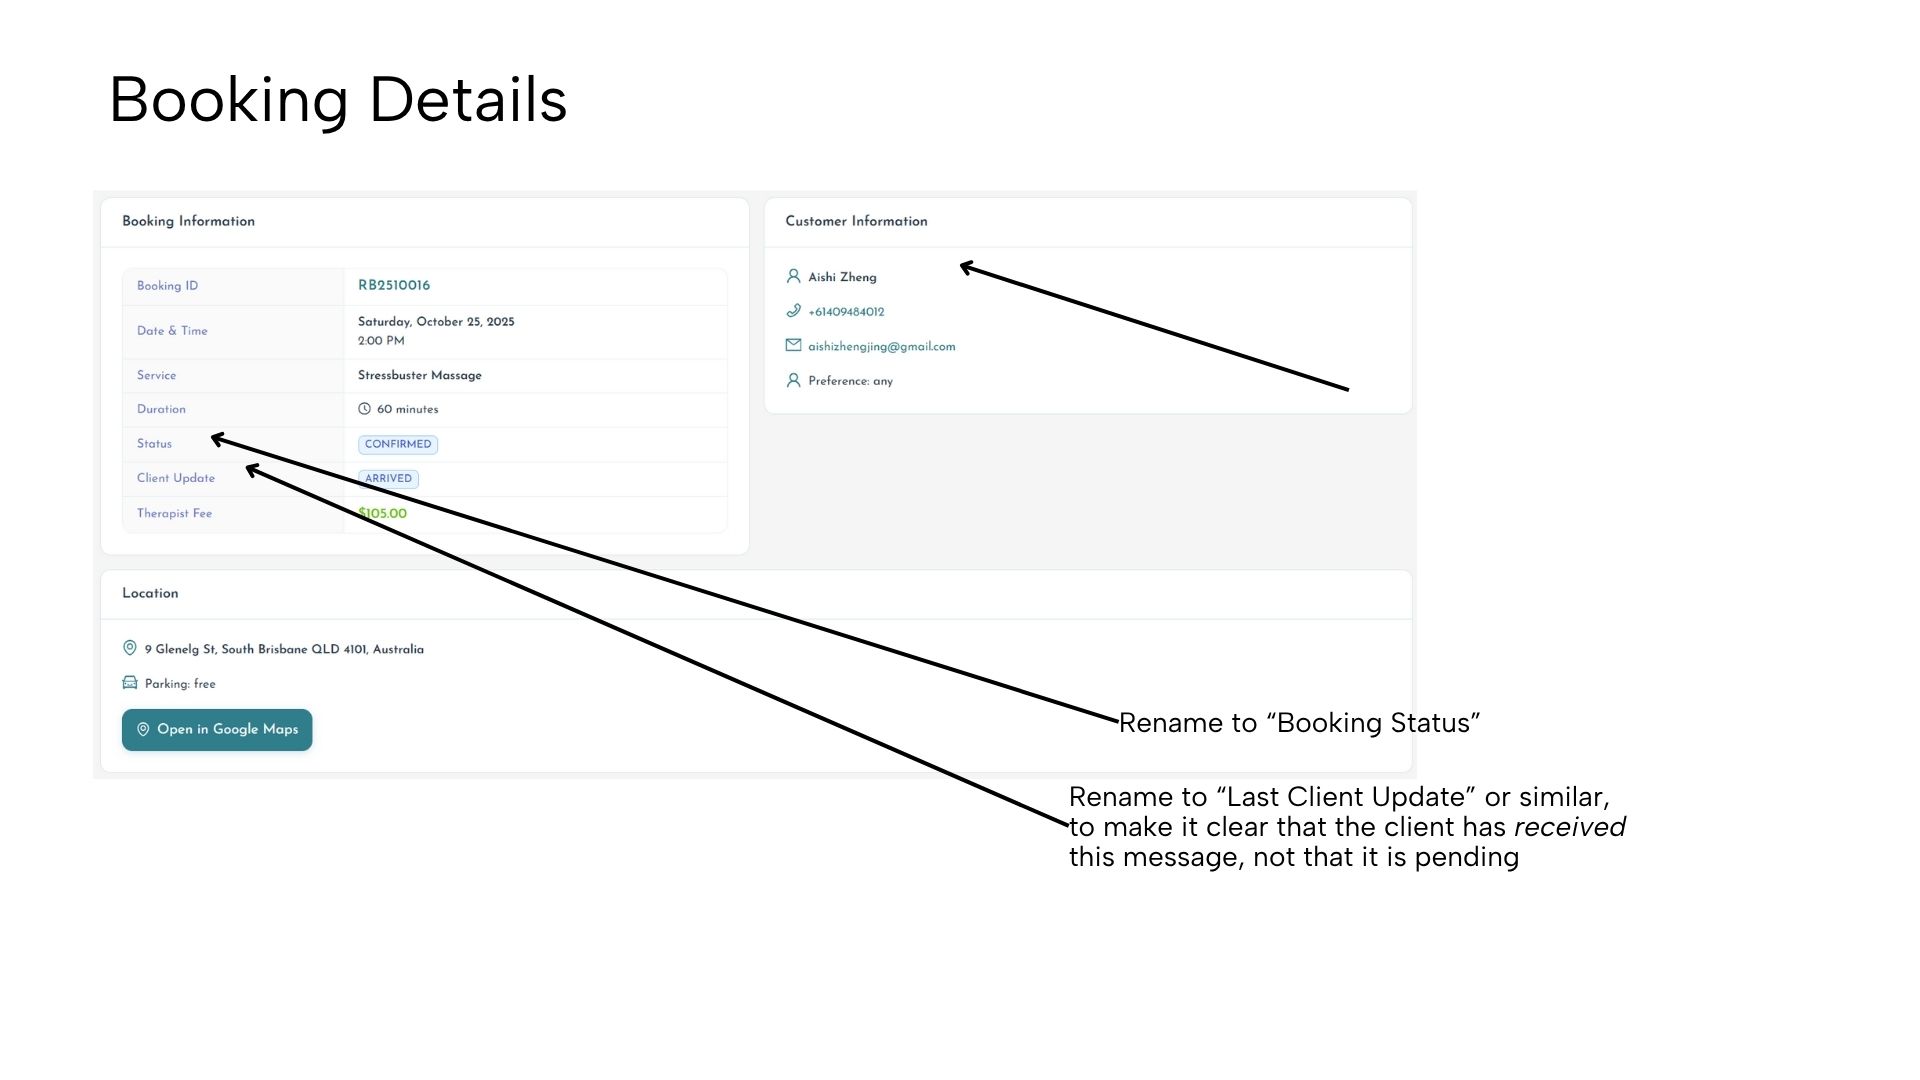 Booking Details
Booking Information
Booking ID RB2510016
Date & Time Saturday, October 25, 2025
2:00 PM
Service Stressbuster Massage
Duration 60 minutes
Status CONFIRMED
Client Update ARRIVED
Therapist Fee $105.00
Customer Information
Aishi Zheng
+61409484012
aishizhengjing@gmail.com
Preference: any
Location
9 Glenelg St, South Brisbane QLD 4101, Australia
Parking: free
Open in Google Maps
Rename to “Booking Status”
Rename to “Last Client Update” or similar,
to make it clear that the client has received
this message, not that it is pending